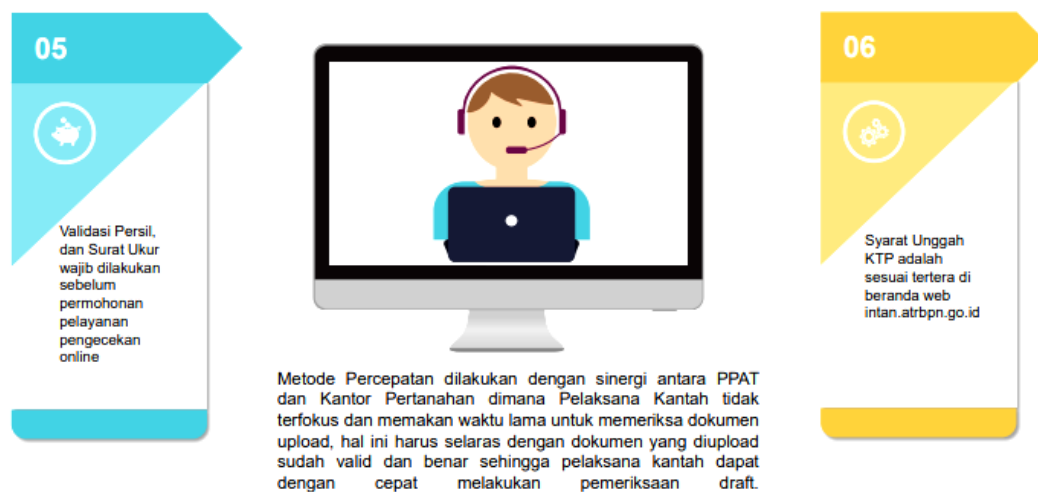 05
Validasi Persil,
dan Surat Ukur
wajib dilakukan
sebelum
permohonan
pelayanan
pengecekan
online
Metode Percepatan dilakukan dengan sinergi antara PPAT
dan Kantor Pertanahan dimana Pelaksana Kantah tidak
terfokus dan memakan waktu lama untuk memeriksa dokumen
upload, hal ini harus selaras dengan dokumen yang diupload
sudah valid dan benar sehingga pelaksana kantah dapat
dengan cepat melakukan pemeriksaan draft.
06
Syarat Unggah
KTP adalah
sesuai tertera di
beranda web
intan.atrbpn.go.id